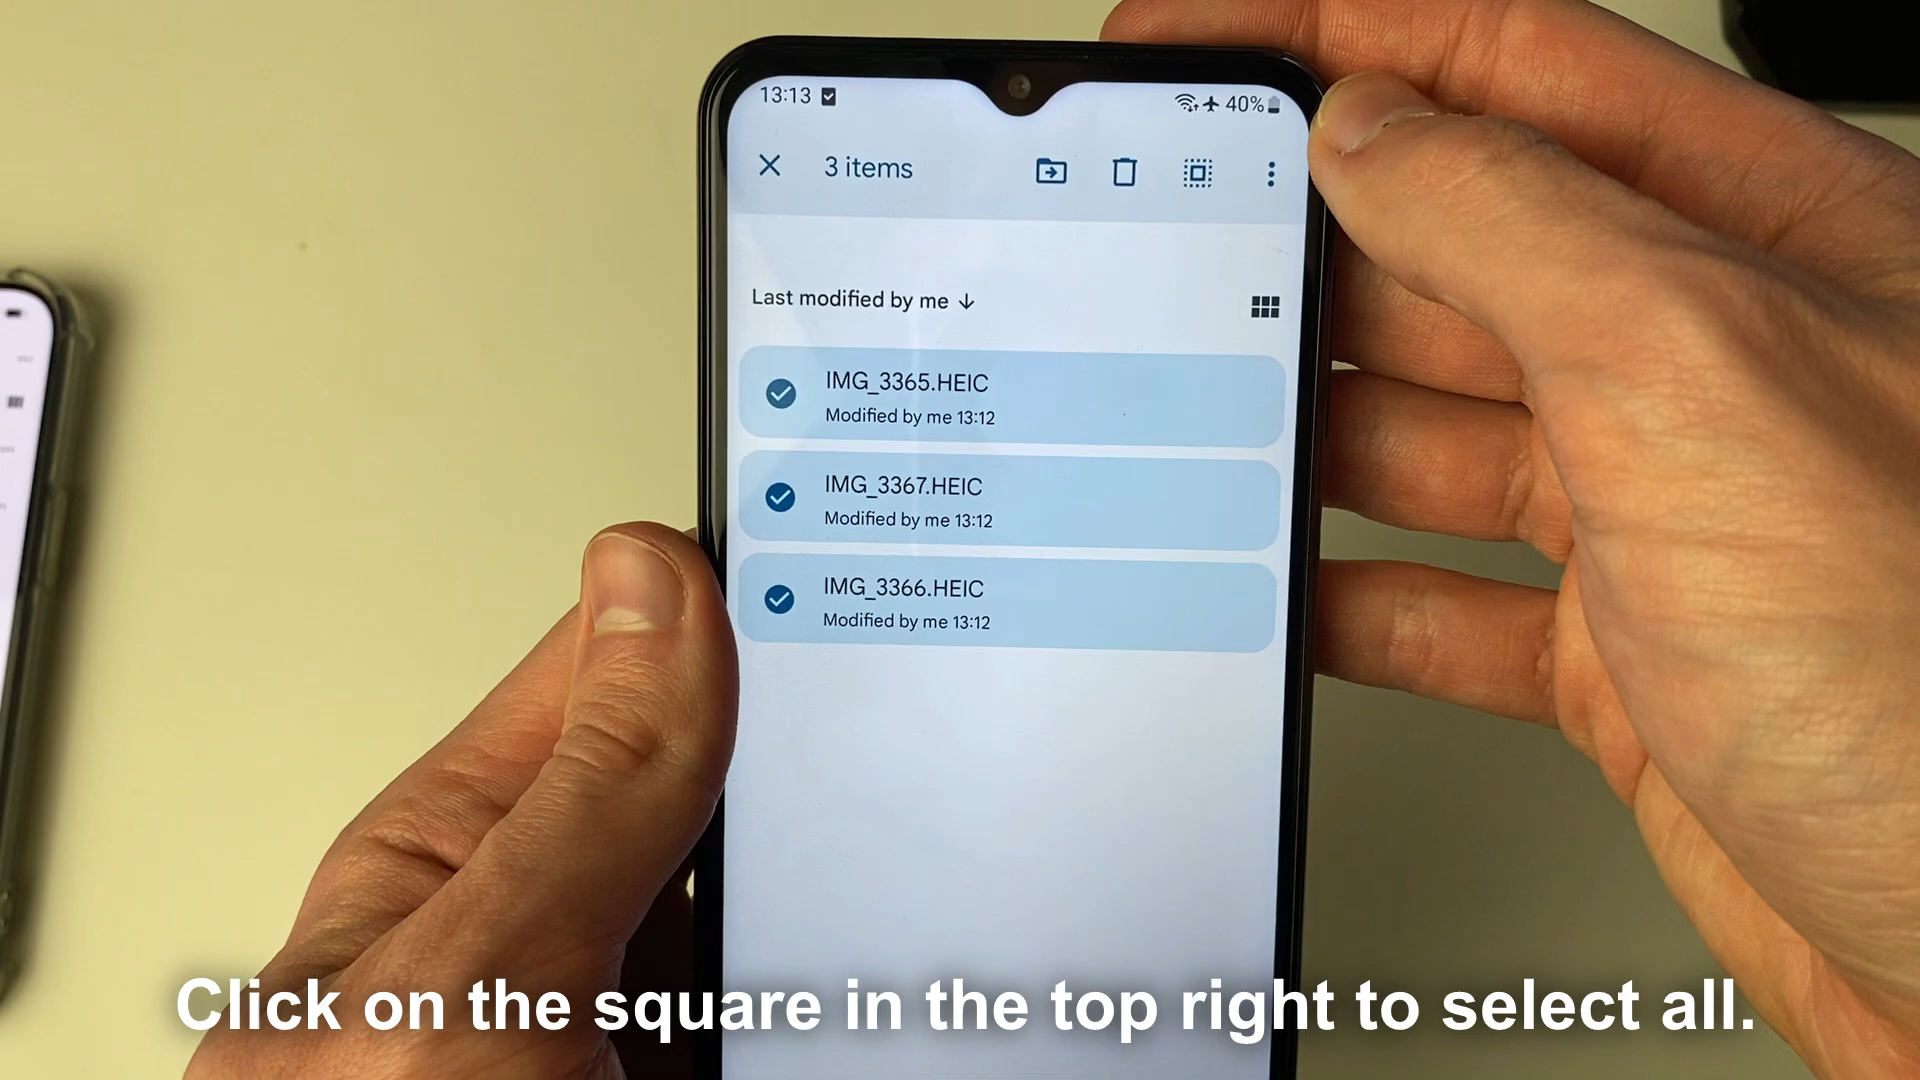 13:13
40%
3 items
Last modified by me
IMG_3365.HEIC
Modified by me 13:12
IMG_3367.HEIC
Modified by me 13:12
IMG_3366.HEIC
Modified by me 13:12
Click on the square in the top right to select all.